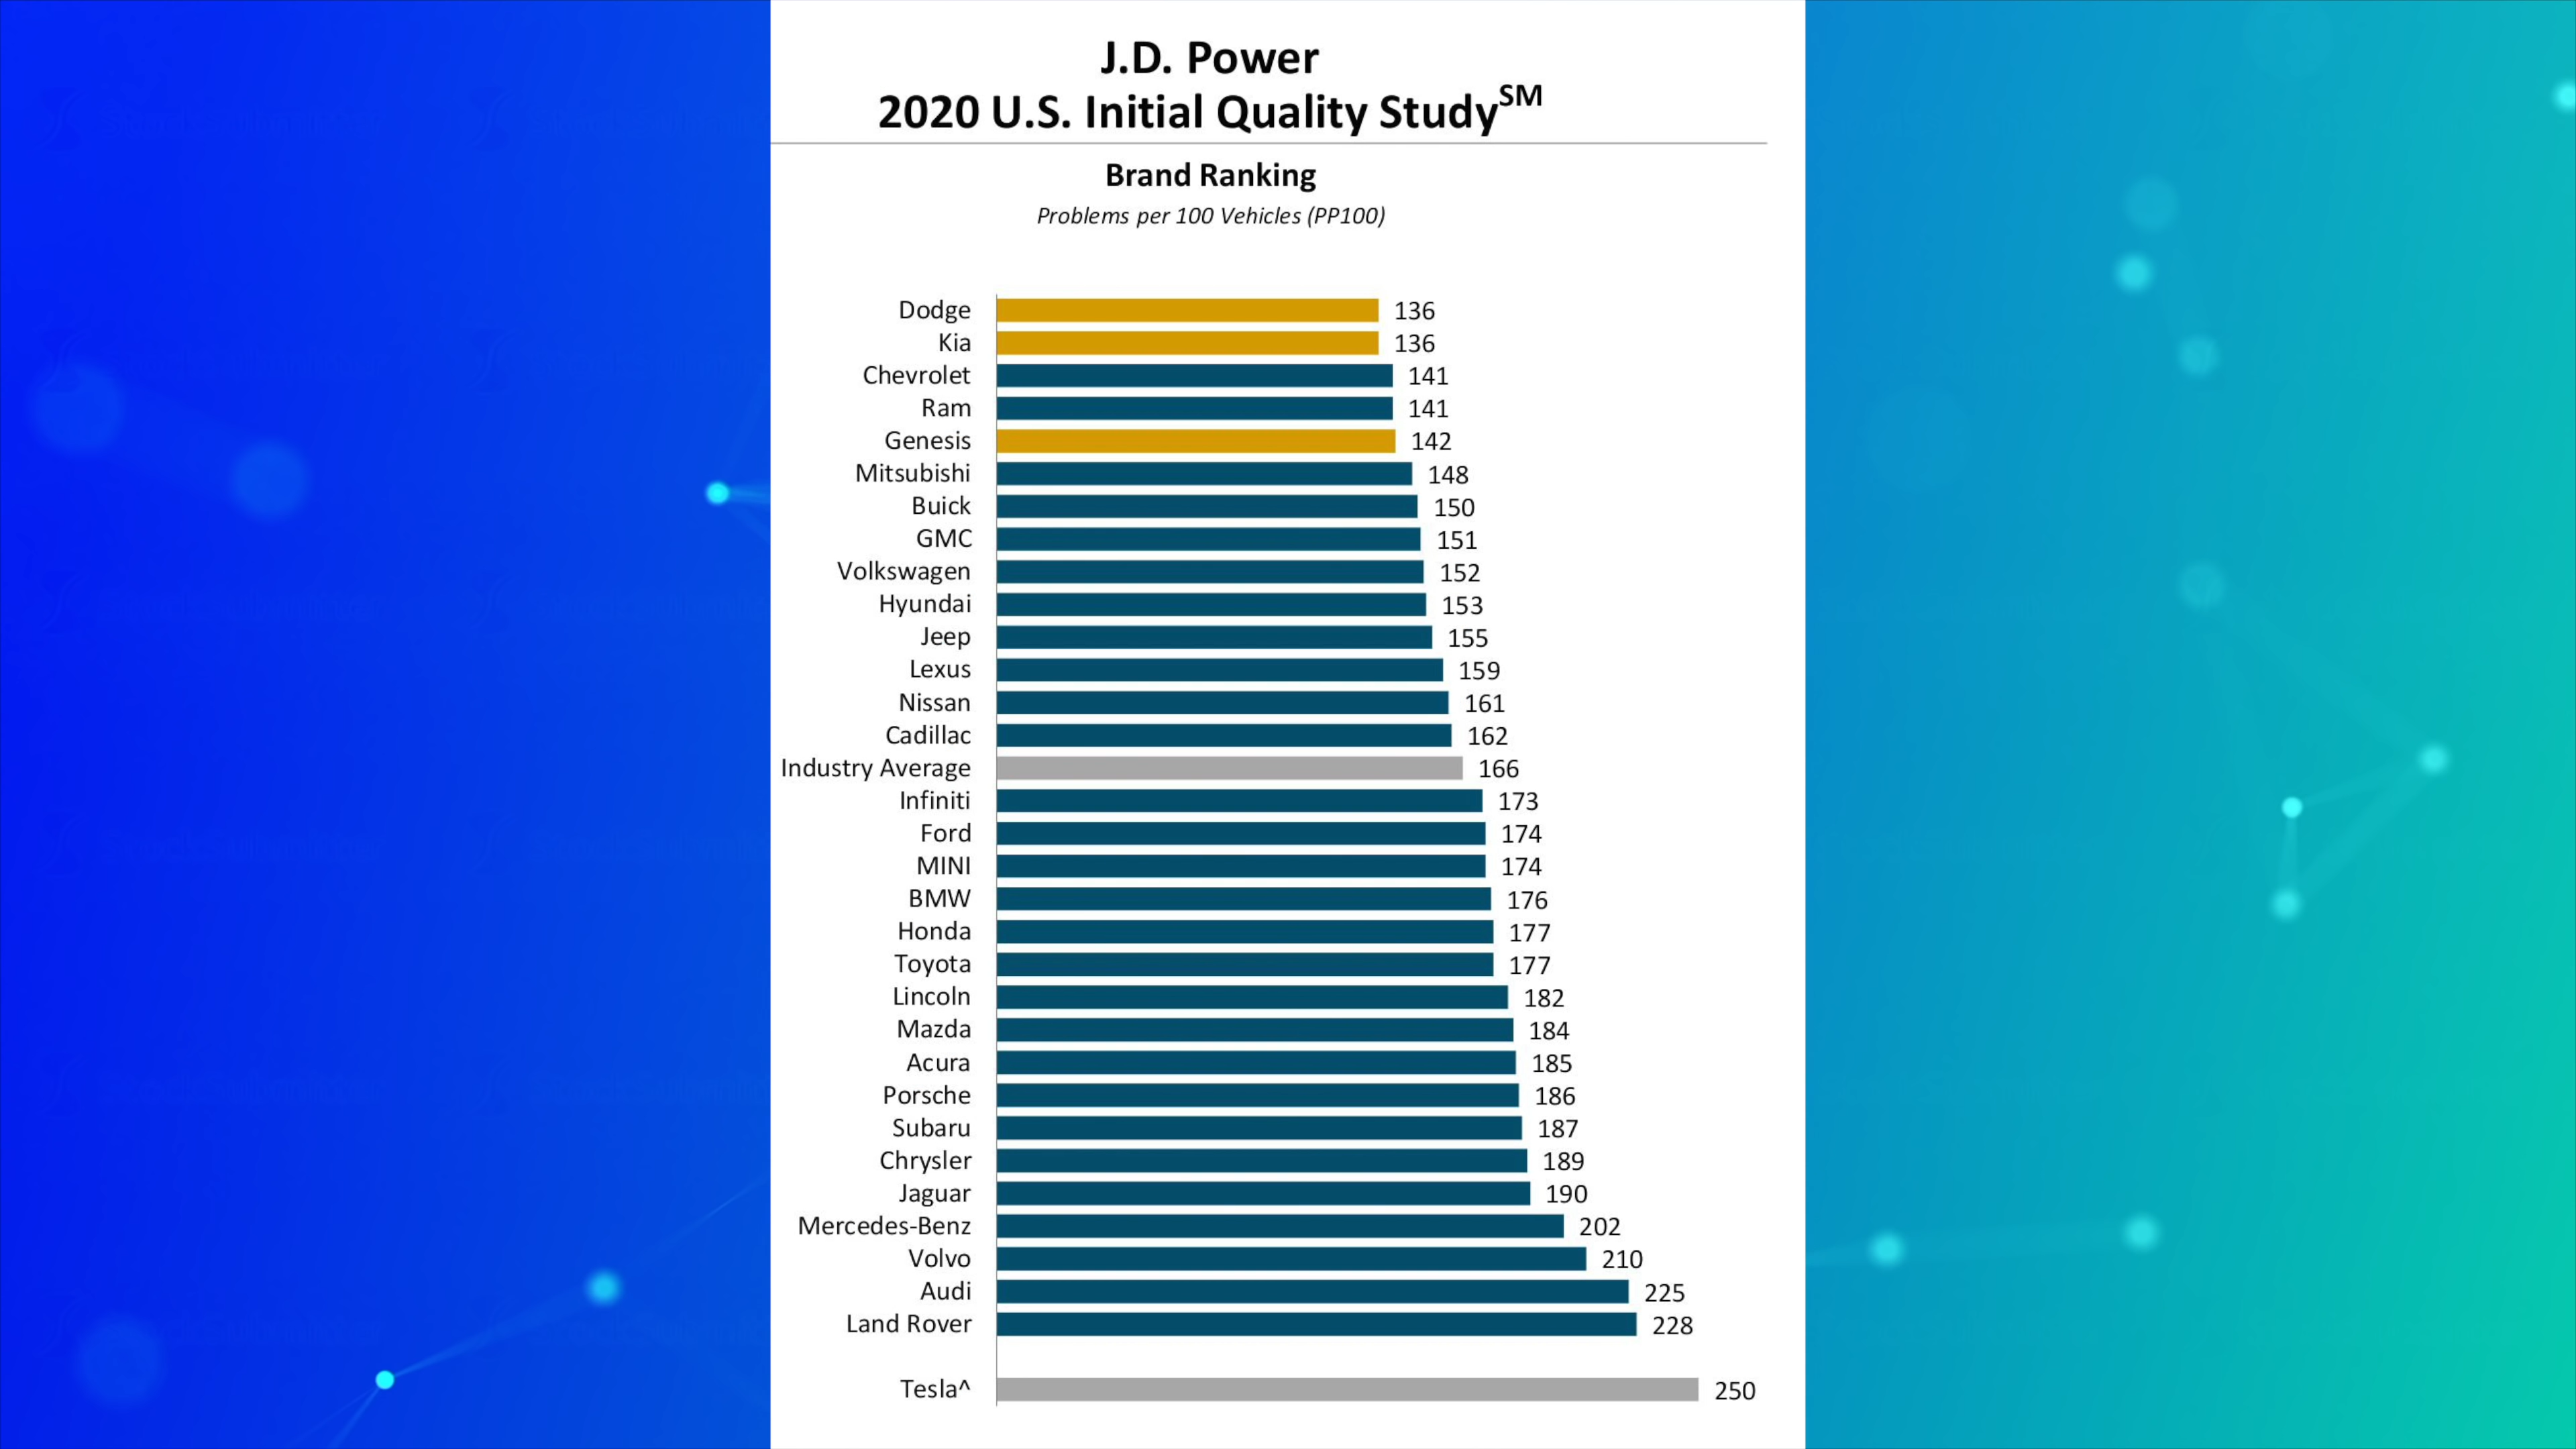 J.D. Power
2020 U.S. Initial Quality StudySM
Brand Ranking
Problems per 100 Vehicles (PP100)
Dodge 136
Kia 136
Chevrolet 141
Ram 141
Genesis 142
Mitsubishi 148
Buick 150
GMC 151
Volkswagen 152
Hyundai 153
Jeep 155
Lexus 159
Nissan 161
Cadillac 162
Industry Average 166
Infiniti 173
Ford 174
MINI 174
BMW 176
Honda 177
Toyota 177
Lincoln 182
Mazda 184
Acura 185
Porsche 186
Subaru 187
Chrysler 189
Jaguar 190
Mercedes-Benz 202
Volvo 210
Audi 225
Land Rover 228
Tesla^ 250